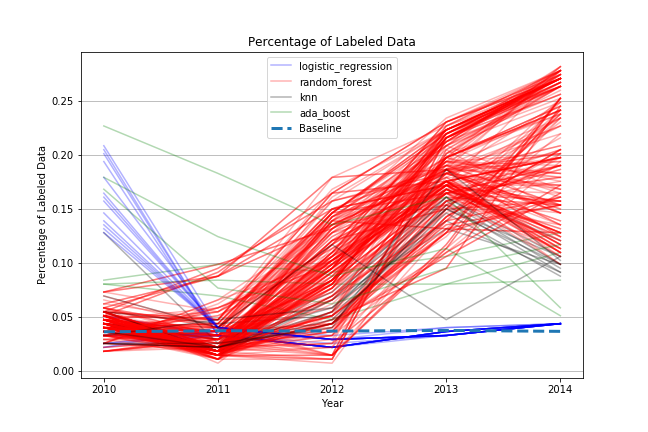 Percentage of Labeled Data
logistic_regression
random_forest
knn
ada_boost
Baseline
Percentage of Labeled Data
0.25
0.20
0.15
0.10
0.05
0.00
2010 2011 2012 2013 2014
Year